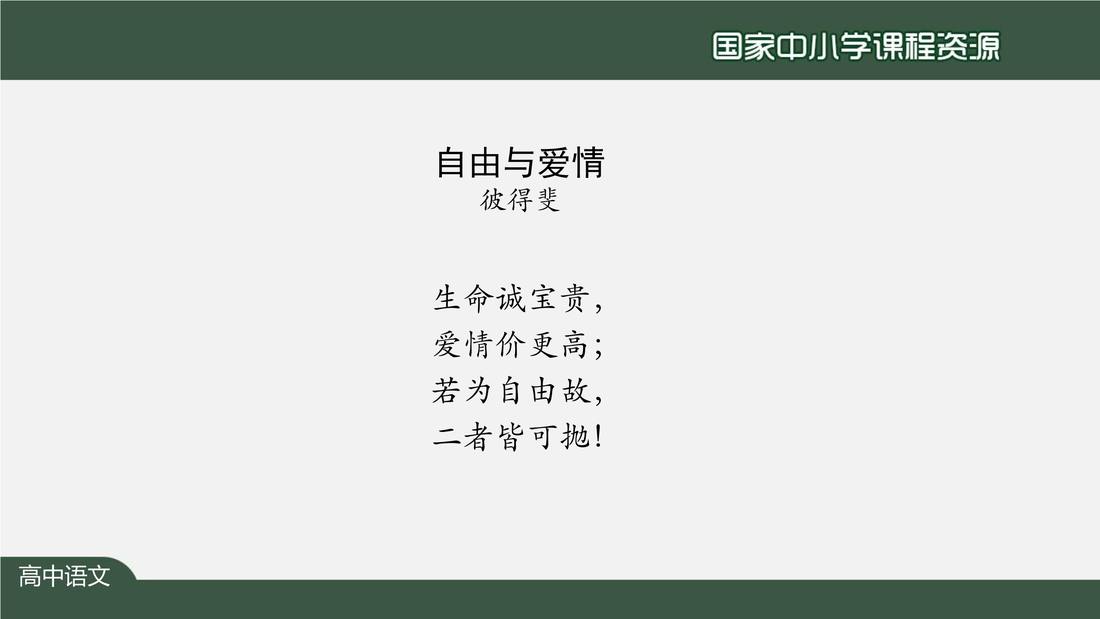 国家中小学课程资源
自由与爱情
彼得斐
生命诚宝贵，
爱情价更高；
若为自由故，
二者皆可抛！
高中语文